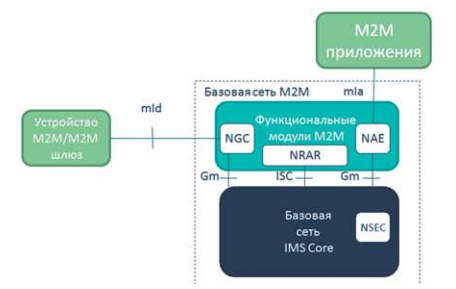 M2M
приложения
Базовая сеть M2M
mIa
mId
Устройство
M2M/M2M
шлюз
Функциональные
модули M2M
NGC
NAE
NRAR
Gm
ISC
Gm
Базовая
сеть
IMS Core
NSEC